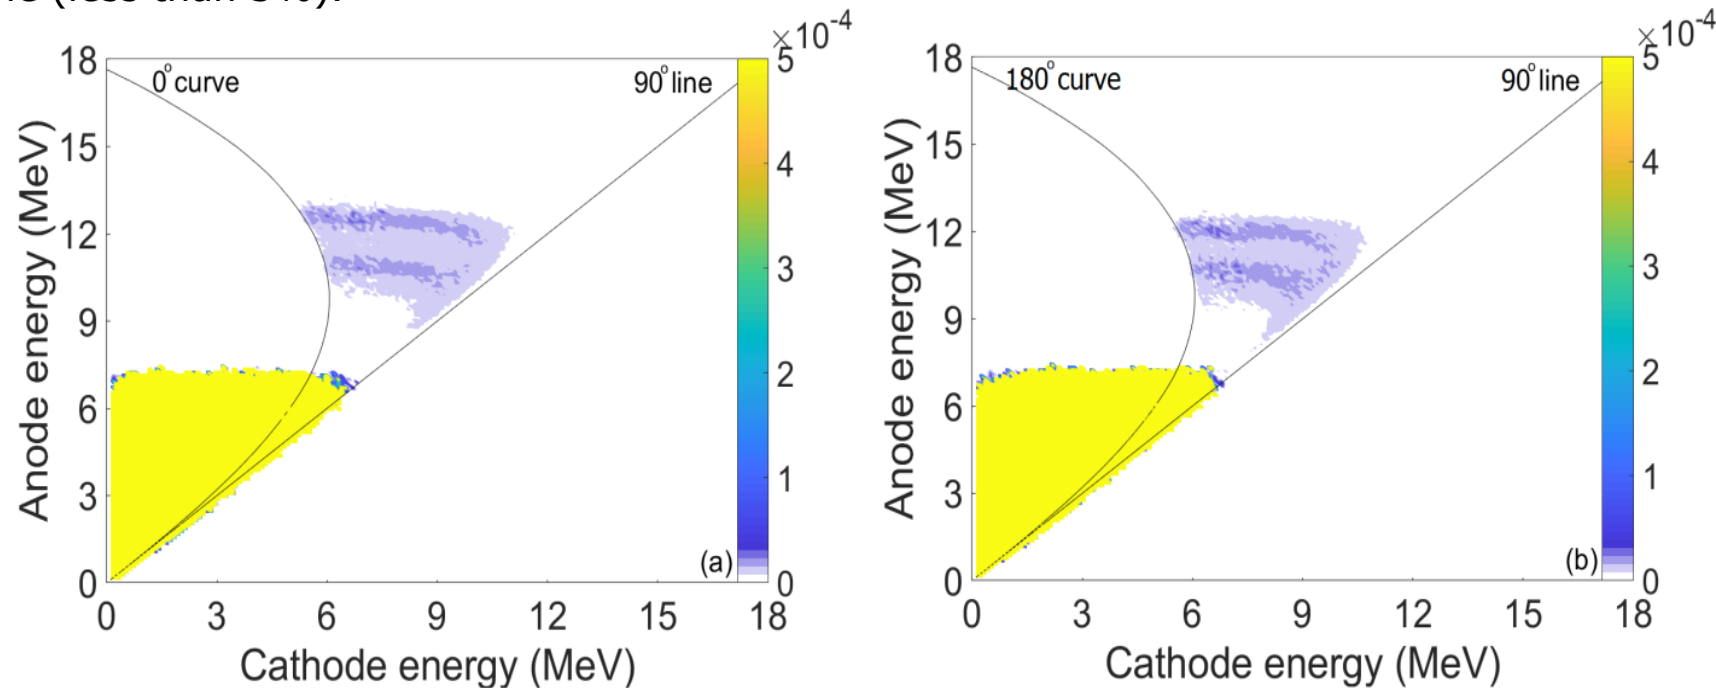 ×10⁻⁴
18 0° curve 90° line 5
15 4
12 3
9
6 2
3 1
0 (a) 0
0 3 6 9 12 15 18
Anode energy (MeV)
Cathode energy (MeV)
×10⁻⁴
18 180° curve 90° line 5
15 4
12 3
9
6 2
3 1
0 (b) 0
0 3 6 9 12 15 18
Anode energy (MeV)
Cathode energy (MeV)